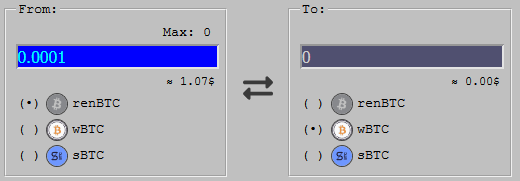 From:
Max: 0
0.0001
≈ 1.07$
(•) renBTC
( ) wBTC
( ) sBTC
To:
0
≈ 0.00$
( ) renBTC
(•) wBTC
( ) sBTC